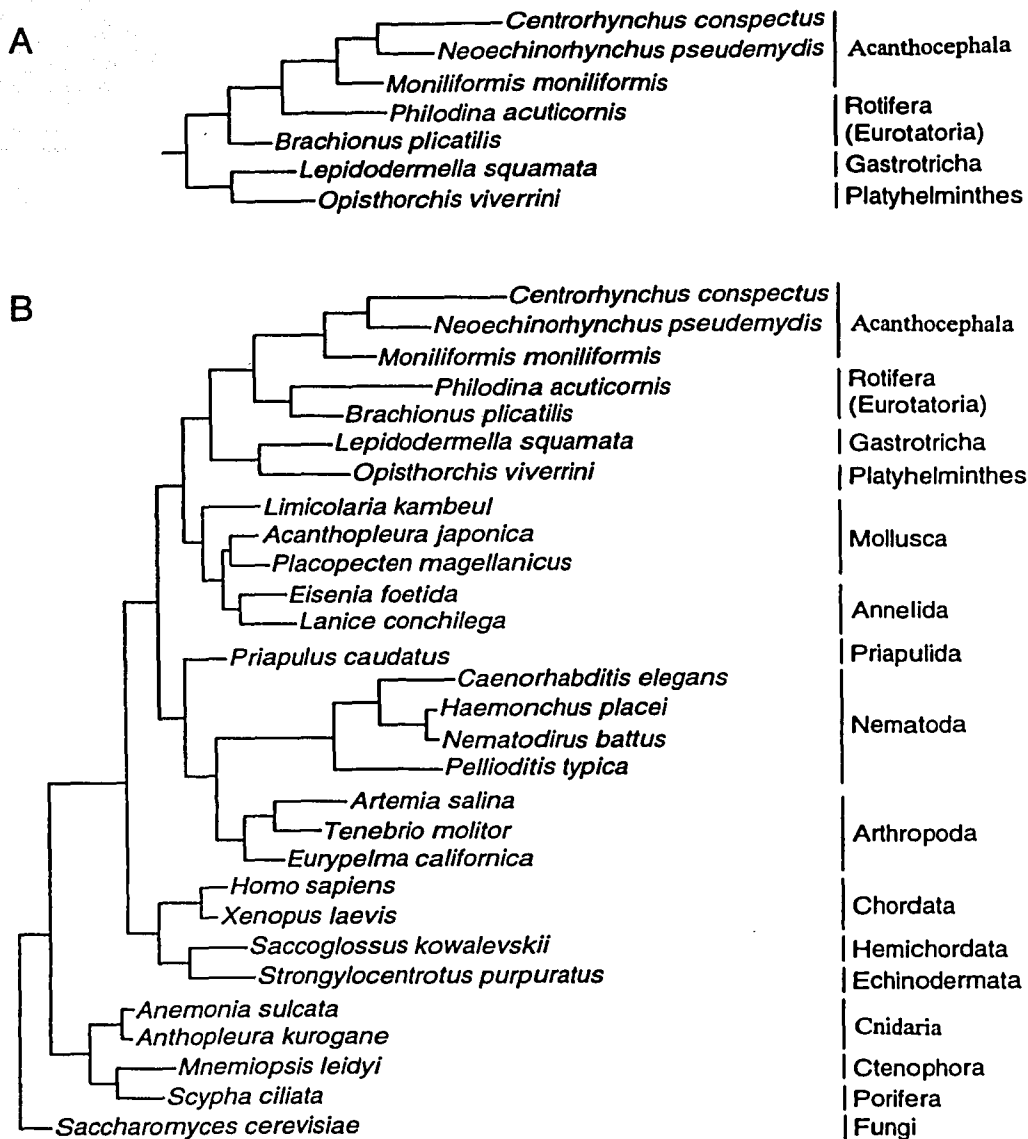 A
Centrorhynchus conspectus
Neoechinorhynchus pseudemydis
Moniliformis moniliformis
Acanthocephala
Philodina acuticornis
Brachionus plicatilis
Rotifera
(Eurotatoria)
Lepidodermella squamata
Gastrotricha
Opisthorchis viverrini
Platyhelminthes
B
Centrorhynchus conspectus
Neoechinorhynchus pseudemydis
Moniliformis moniliformis
Acanthocephala
Philodina acuticornis
Brachionus plicatilis
Rotifera
(Eurotatoria)
Lepidodermella squamata
Gastrotricha
Opisthorchis viverrini
Platyhelminthes
Limicolaria kambeul
Acanthopleura japonica
Placopecten magellanicus
Mollusca
Eisenia foetida
Lanice conchilega
Annelida
Priapulus caudatus
Priapulida
Caenorhabditis elegans
Haemonchus placei
Nematodirus battus
Pellioditis typica
Nematoda
Artemia salina
Tenebrio molitor
Eurypelma californica
Arthropoda
Homo sapiens
Xenopus laevis
Chordata
Saccoglossus kowalevskii
Hemichordata
Strongylocentrotus purpuratus
Echinodermata
Anemonia sulcata
Anthopleura kurogane
Cnidaria
Mnemiopsis leidyi
Ctenophora
Scypha ciliata
Porifera
Saccharomyces cerevisiae
Fungi